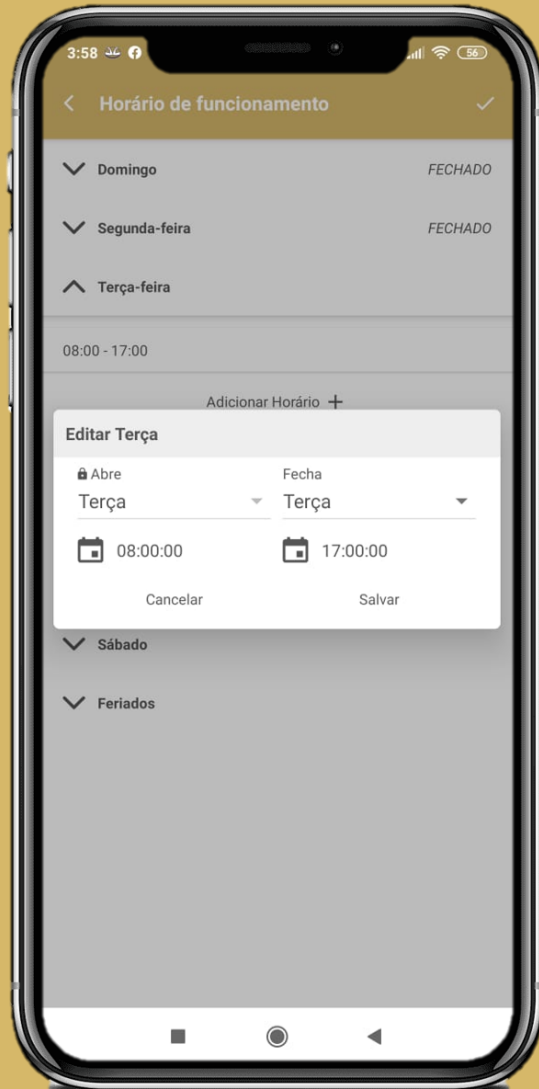 3:58 56
Horário de funcionamento
Domingo FECHADO
Segunda-feira FECHADO
Terça-feira
08:00 - 17:00
Adicionar Horário +
Editar Terça
Abre Fecha
Terça Terça
08:00:00 17:00:00
Cancelar Salvar
Sábado
Feriados